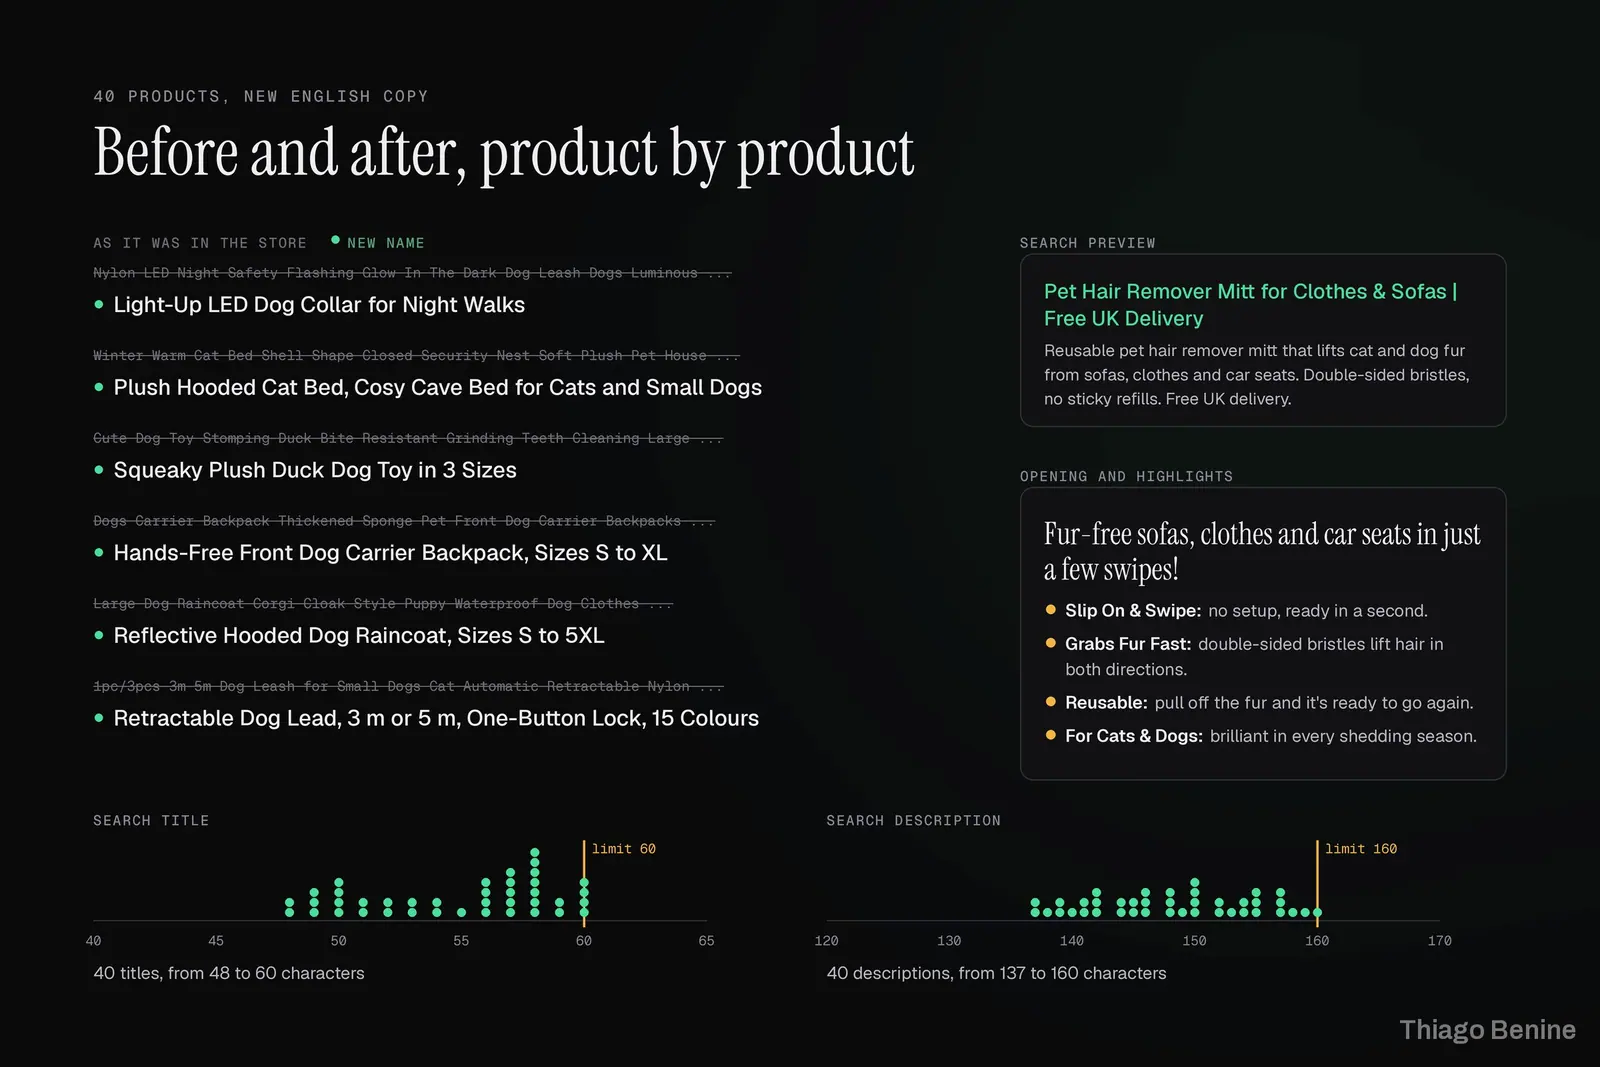 40 PRODUCTS, NEW ENGLISH COPY
Before and after, product by product
AS IT WAS IN THE STORE NEW NAME
Nylon LED Night Safety Flashing Glow In The Dark Dog Leash Dogs Luminous ...
Light-Up LED Dog Collar for Night Walks
Winter Warm Cat Bed Shell Shape Closed Security Nest Soft Plush Pet House ...
Plush Hooded Cat Bed, Cosy Cave Bed for Cats and Small Dogs
Cute Dog Toy Stomping Duck Bite Resistant Grinding Teeth Cleaning Large ...
Squeaky Plush Duck Dog Toy in 3 Sizes
Dogs Carrier Backpack Thickened Sponge Pet Front Dog Carrier Backpacks ...
Hands-Free Front Dog Carrier Backpack, Sizes S to XL
Large Dog Raincoat Corgi Cloak Style Puppy Waterproof Dog Clothes ...
Reflective Hooded Dog Raincoat, Sizes S to 5XL
1pc/3pcs 3m 5m Dog Leash for Small Dogs Cat Automatic Retractable Nylon ...
Retractable Dog Lead, 3 m or 5 m, One-Button Lock, 15 Colours
SEARCH PREVIEW
Pet Hair Remover Mitt for Clothes & Sofas |
Free UK Delivery
Reusable pet hair remover mitt that lifts cat and dog fur
from sofas, clothes and car seats. Double-sided bristles,
no sticky refills. Free UK delivery.
OPENING AND HIGHLIGHTS
Fur-free sofas, clothes and car seats in just
a few swipes!
Slip On & Swipe: no setup, ready in a second.
Grabs Fur Fast: double-sided bristles lift hair in
both directions.
Reusable: pull off the fur and it's ready to go again.
For Cats & Dogs: brilliant in every shedding season.
SEARCH TITLE
limit 60
40 45 50 55 60 65
40 titles, from 48 to 60 characters
SEARCH DESCRIPTION
limit 160
120 130 140 150 160 170
40 descriptions, from 137 to 160 characters
Thiago Benine